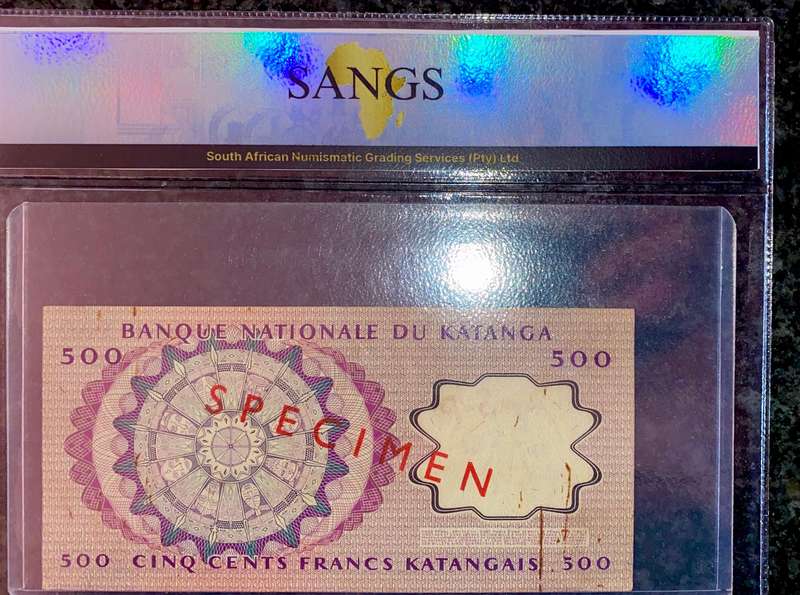 SANGS
South African Numismatic Grading Services (Pty) Ltd
BANQUE NATIONALE DU KATANGA
500 500
SPECIMEN
500 CINQ CENTS FRANCS KATANGAIS 500